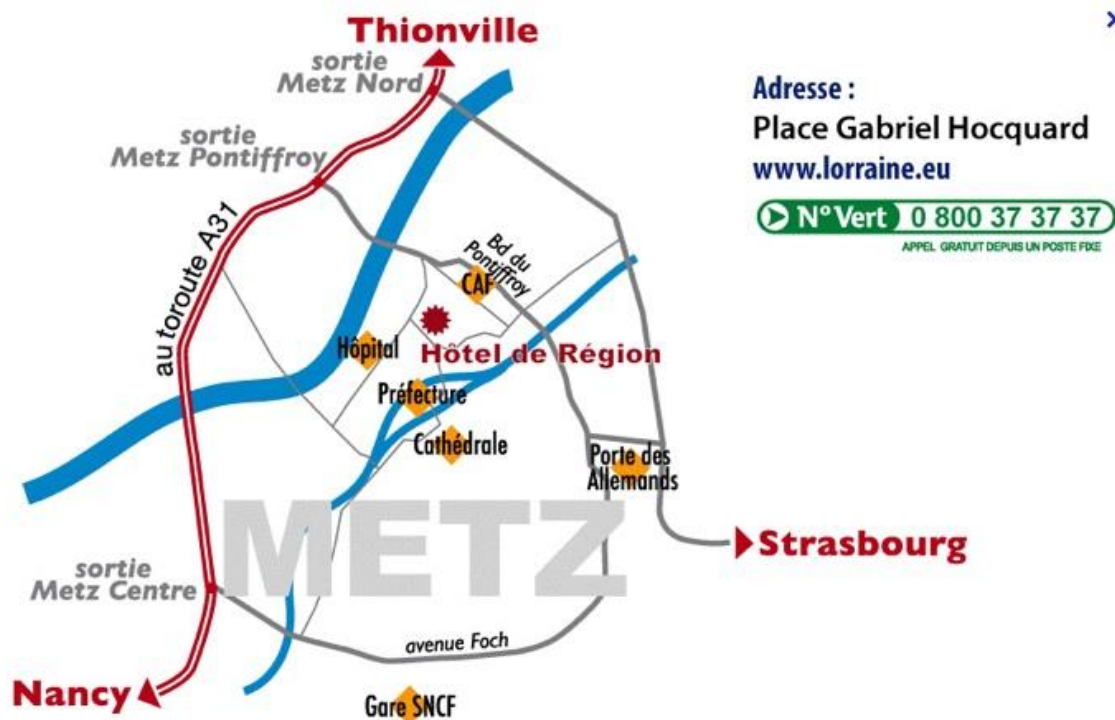 Thionville
sortie
Metz Nord
sortie
Metz Pontiffroy
autoroute A31
Bd du
Pontiffroy
CAF
Hôpital
Hôtel de Région
Préfecture
Cathédrale
Porte des
Allemands
METZ
Strasbourg
sortie
Metz Centre
avenue Foch
Nancy
Gare SNCF
Adresse :
Place Gabriel Hocquard
www.lorraine.eu
N° Vert 0 800 37 37 37
APPEL GRATUIT DEPUIS UN POSTE FIXE